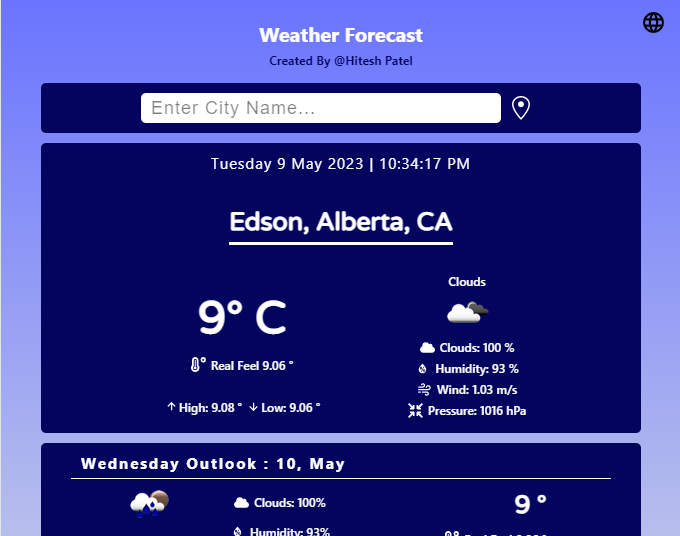 Weather Forecast
Created By @Hitesh Patel
Enter City Name...
Tuesday 9 May 2023 | 10:34:17 PM
Edson, Alberta, CA
9° C
Real Feel 9.06 °
High: 9.08 ° Low: 9.06 °
Clouds
Clouds: 100 %
Humidity: 93 %
Wind: 1.03 m/s
Pressure: 1016 hPa
Wednesday Outlook : 10, May
Clouds: 100%
9 °
Humidity: 93%